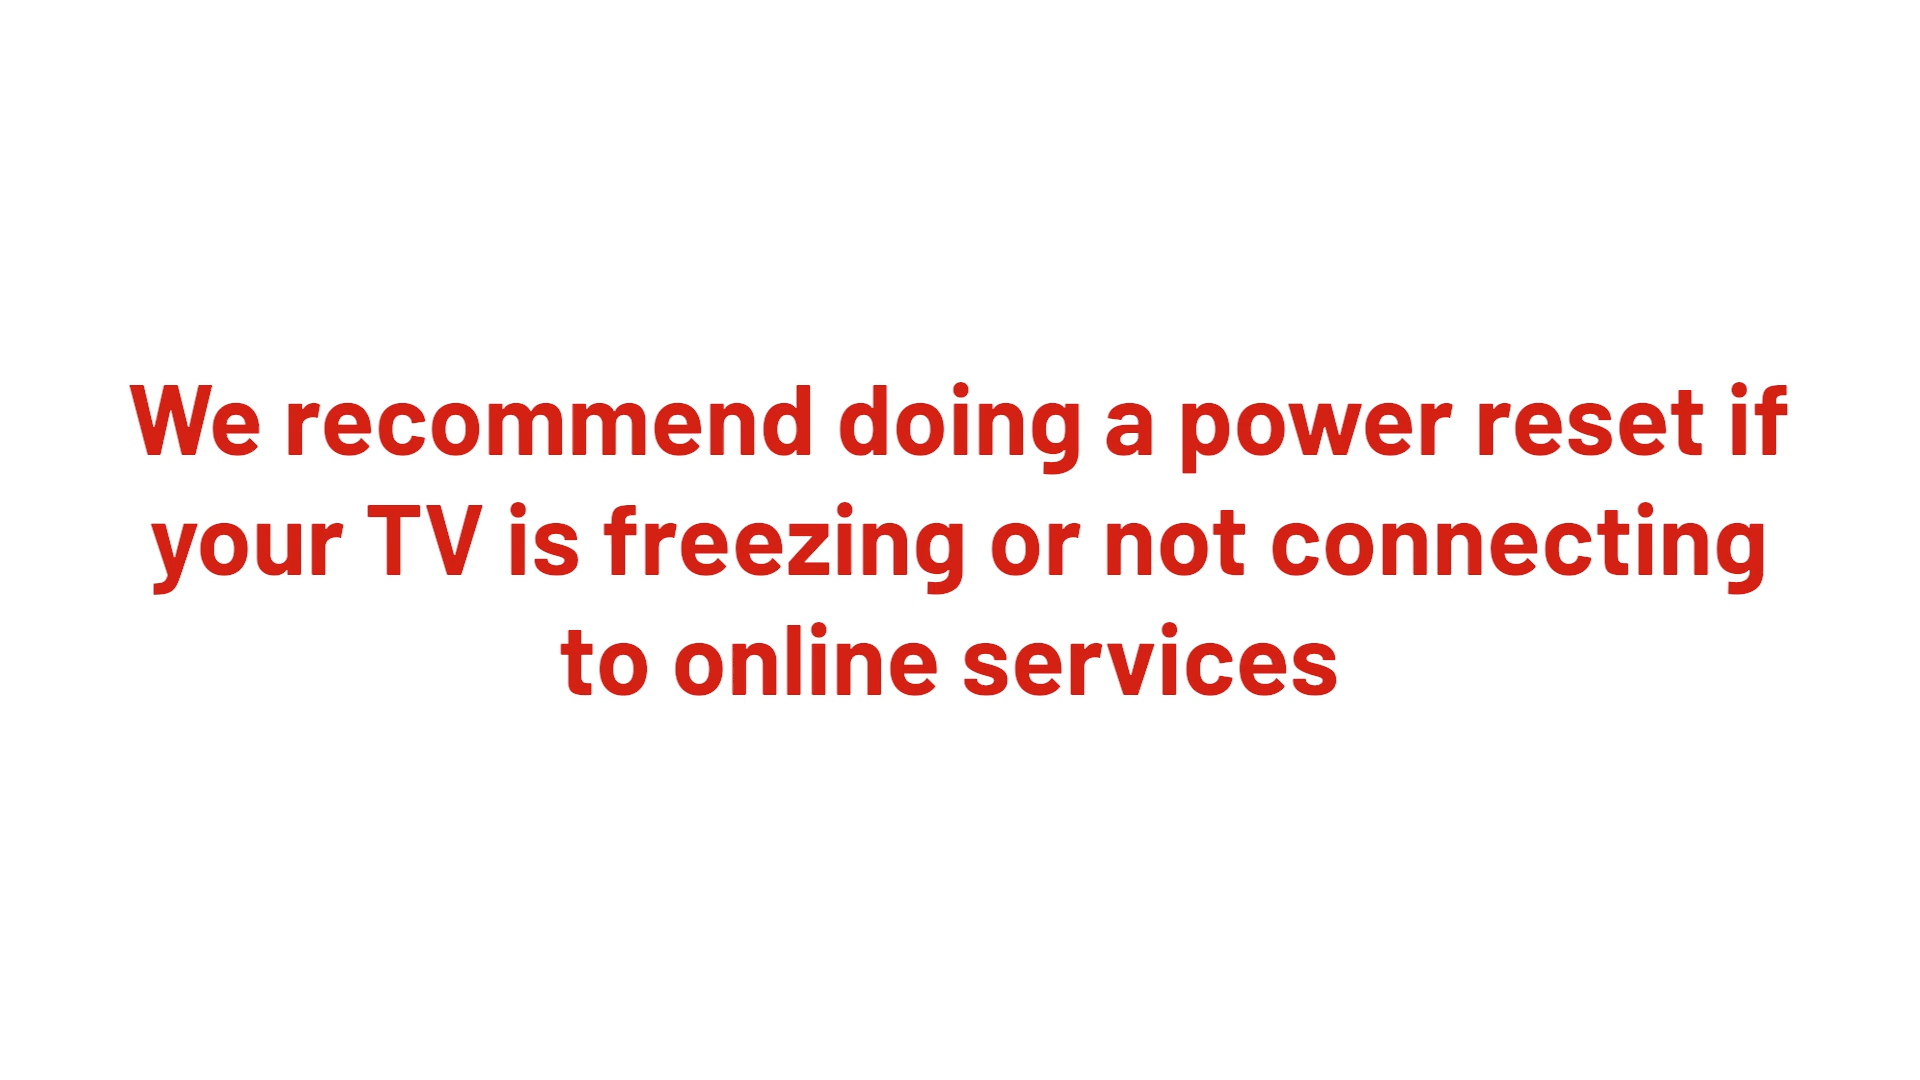 We recommend doing a power reset if
your TV is freezing or not connecting
to online services